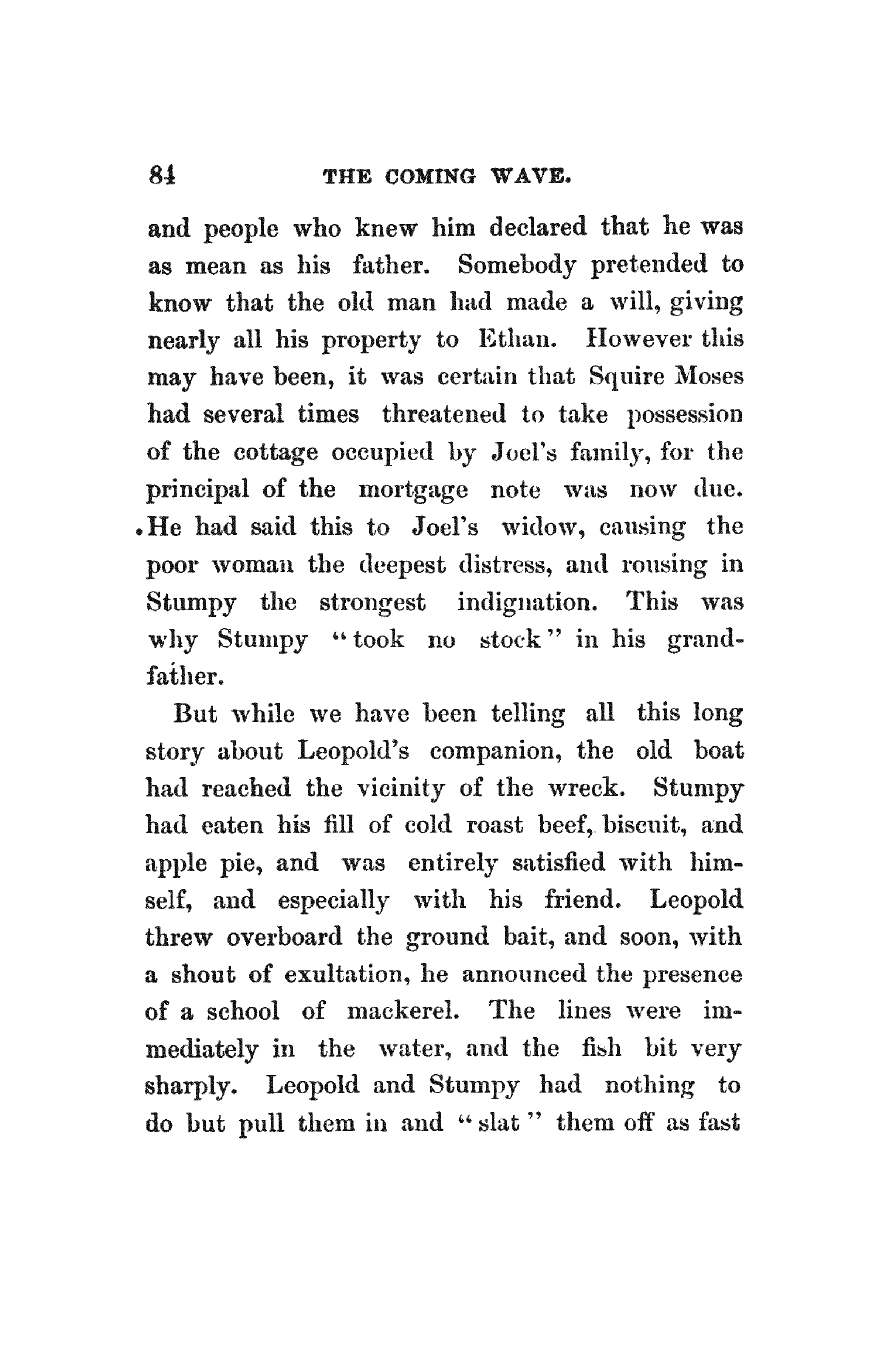 84 THE COMING WAVE.
and people who knew him declared that he was
as mean as his father. Somebody pretended to
know that the old man had made a will, giving
nearly all his property to Ethan. However this
may have been, it was certain that Squire Moses
had several times threatened to take possession
of the cottage occupied by Joel's family, for the
principal of the mortgage note was now due.
He had said this to Joel's widow, causing the
poor woman the deepest distress, and rousing in
Stumpy the strongest indignation. This was
why Stumpy "took no stock" in his grand-
father.
But while we have been telling all this long
story about Leopold's companion, the old boat
had reached the vicinity of the wreck. Stumpy
had eaten his fill of cold roast beef, biscuit, and
apple pie, and was entirely satisfied with him-
self, and especially with his friend. Leopold
threw overboard the ground bait, and soon, with
a shout of exultation, he announced the presence
of a school of mackerel. The lines were im-
mediately in the water, and the fish bit very
sharply. Leopold and Stumpy had nothing to
do but pull them in and "slat" them off as fast